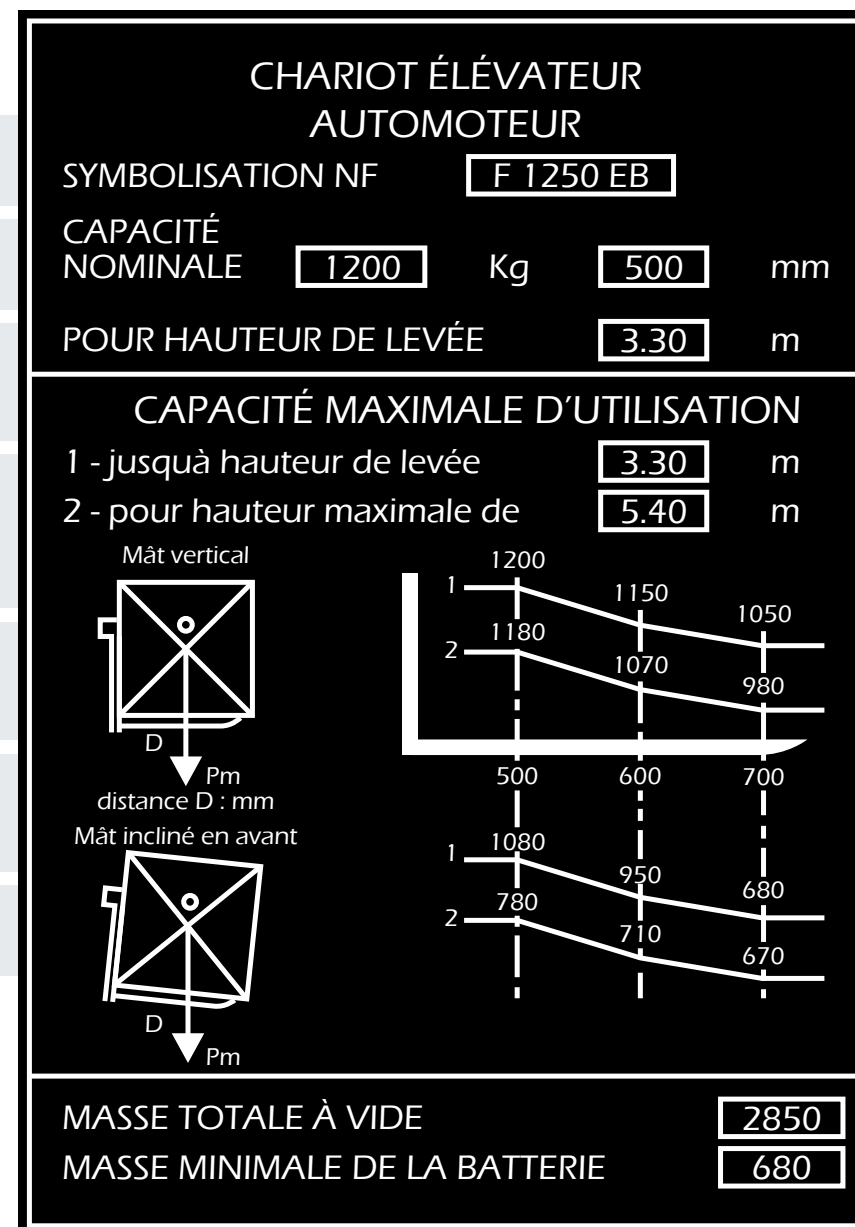 CHARIOT ÉLÉVATEUR
AUTOMOTEUR
SYMBOLISATION NF F 1250 EB
CAPACITÉ
NOMINALE 1200 Kg 500 mm
POUR HAUTEUR DE LEVÉE 3.30 m
CAPACITÉ MAXIMALE D'UTILISATION
1 - jusquà hauteur de levée 3.30 m
2 - pour hauteur maximale de 5.40 m
Mât vertical
D
Pm
distance D : mm
1200
1 1150
1050
1180
2 1070
980
500 600 700
Mât incliné en avant
D
Pm
1080
1 950
680
780
2 710
670
MASSE TOTALE À VIDE 2850
MASSE MINIMALE DE LA BATTERIE 680